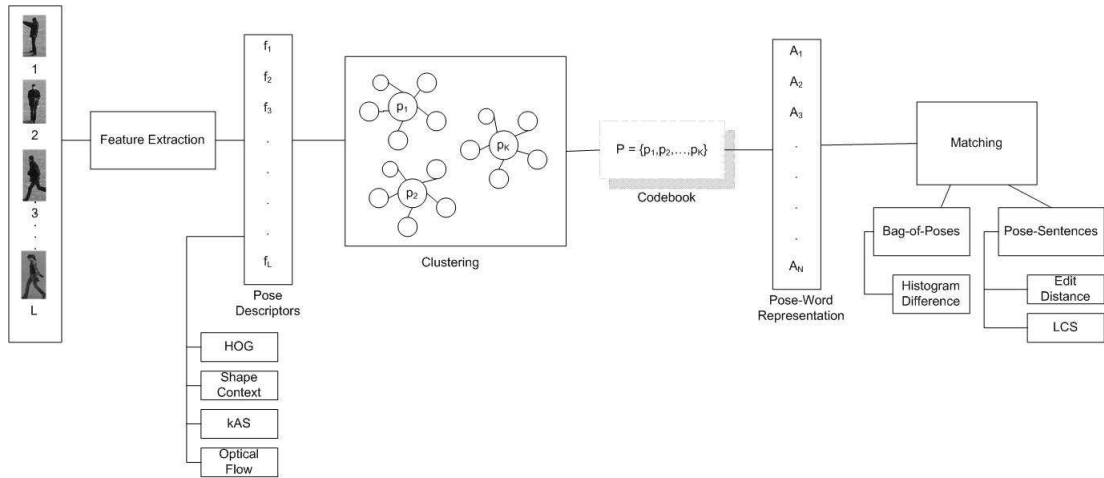 1
2
3
.
.
.
.
.
L
Feature Extraction
f1
f2
f3
.
.
.
.
fL
Pose
Descriptors
HOG
Shape
Context
kAS
Optical
Flow
p1
pK
p2
Clustering
P = {p1,p2,…,pK}
Codebook
A1
A2
A3
.
.
.
.
AN
Pose-Word
Representation
Matching
Bag-of-Poses
Histogram
Difference
Pose-Sentences
Edit
Distance
LCS